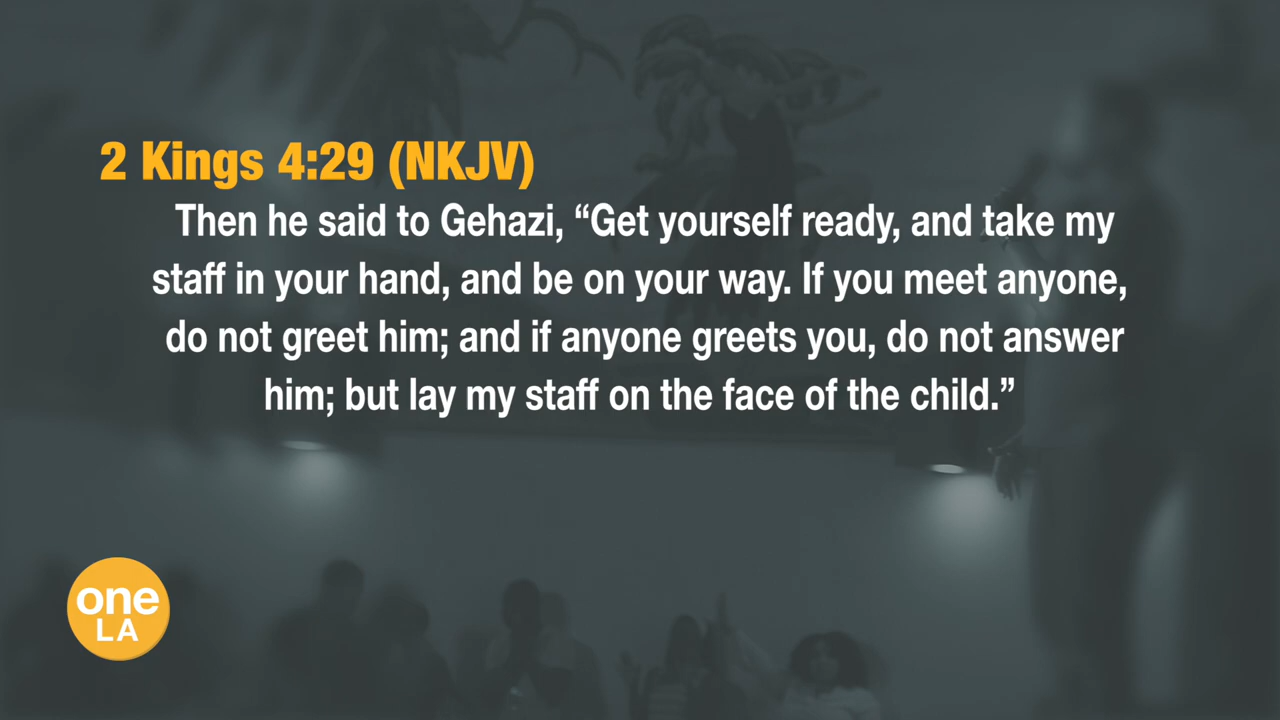 2 Kings 4:29 (NKJV)
Then he said to Gehazi, “Get yourself ready, and take my
staff in your hand, and be on your way. If you meet anyone,
do not greet him; and if anyone greets you, do not answer
him; but lay my staff on the face of the child.”
one
LA